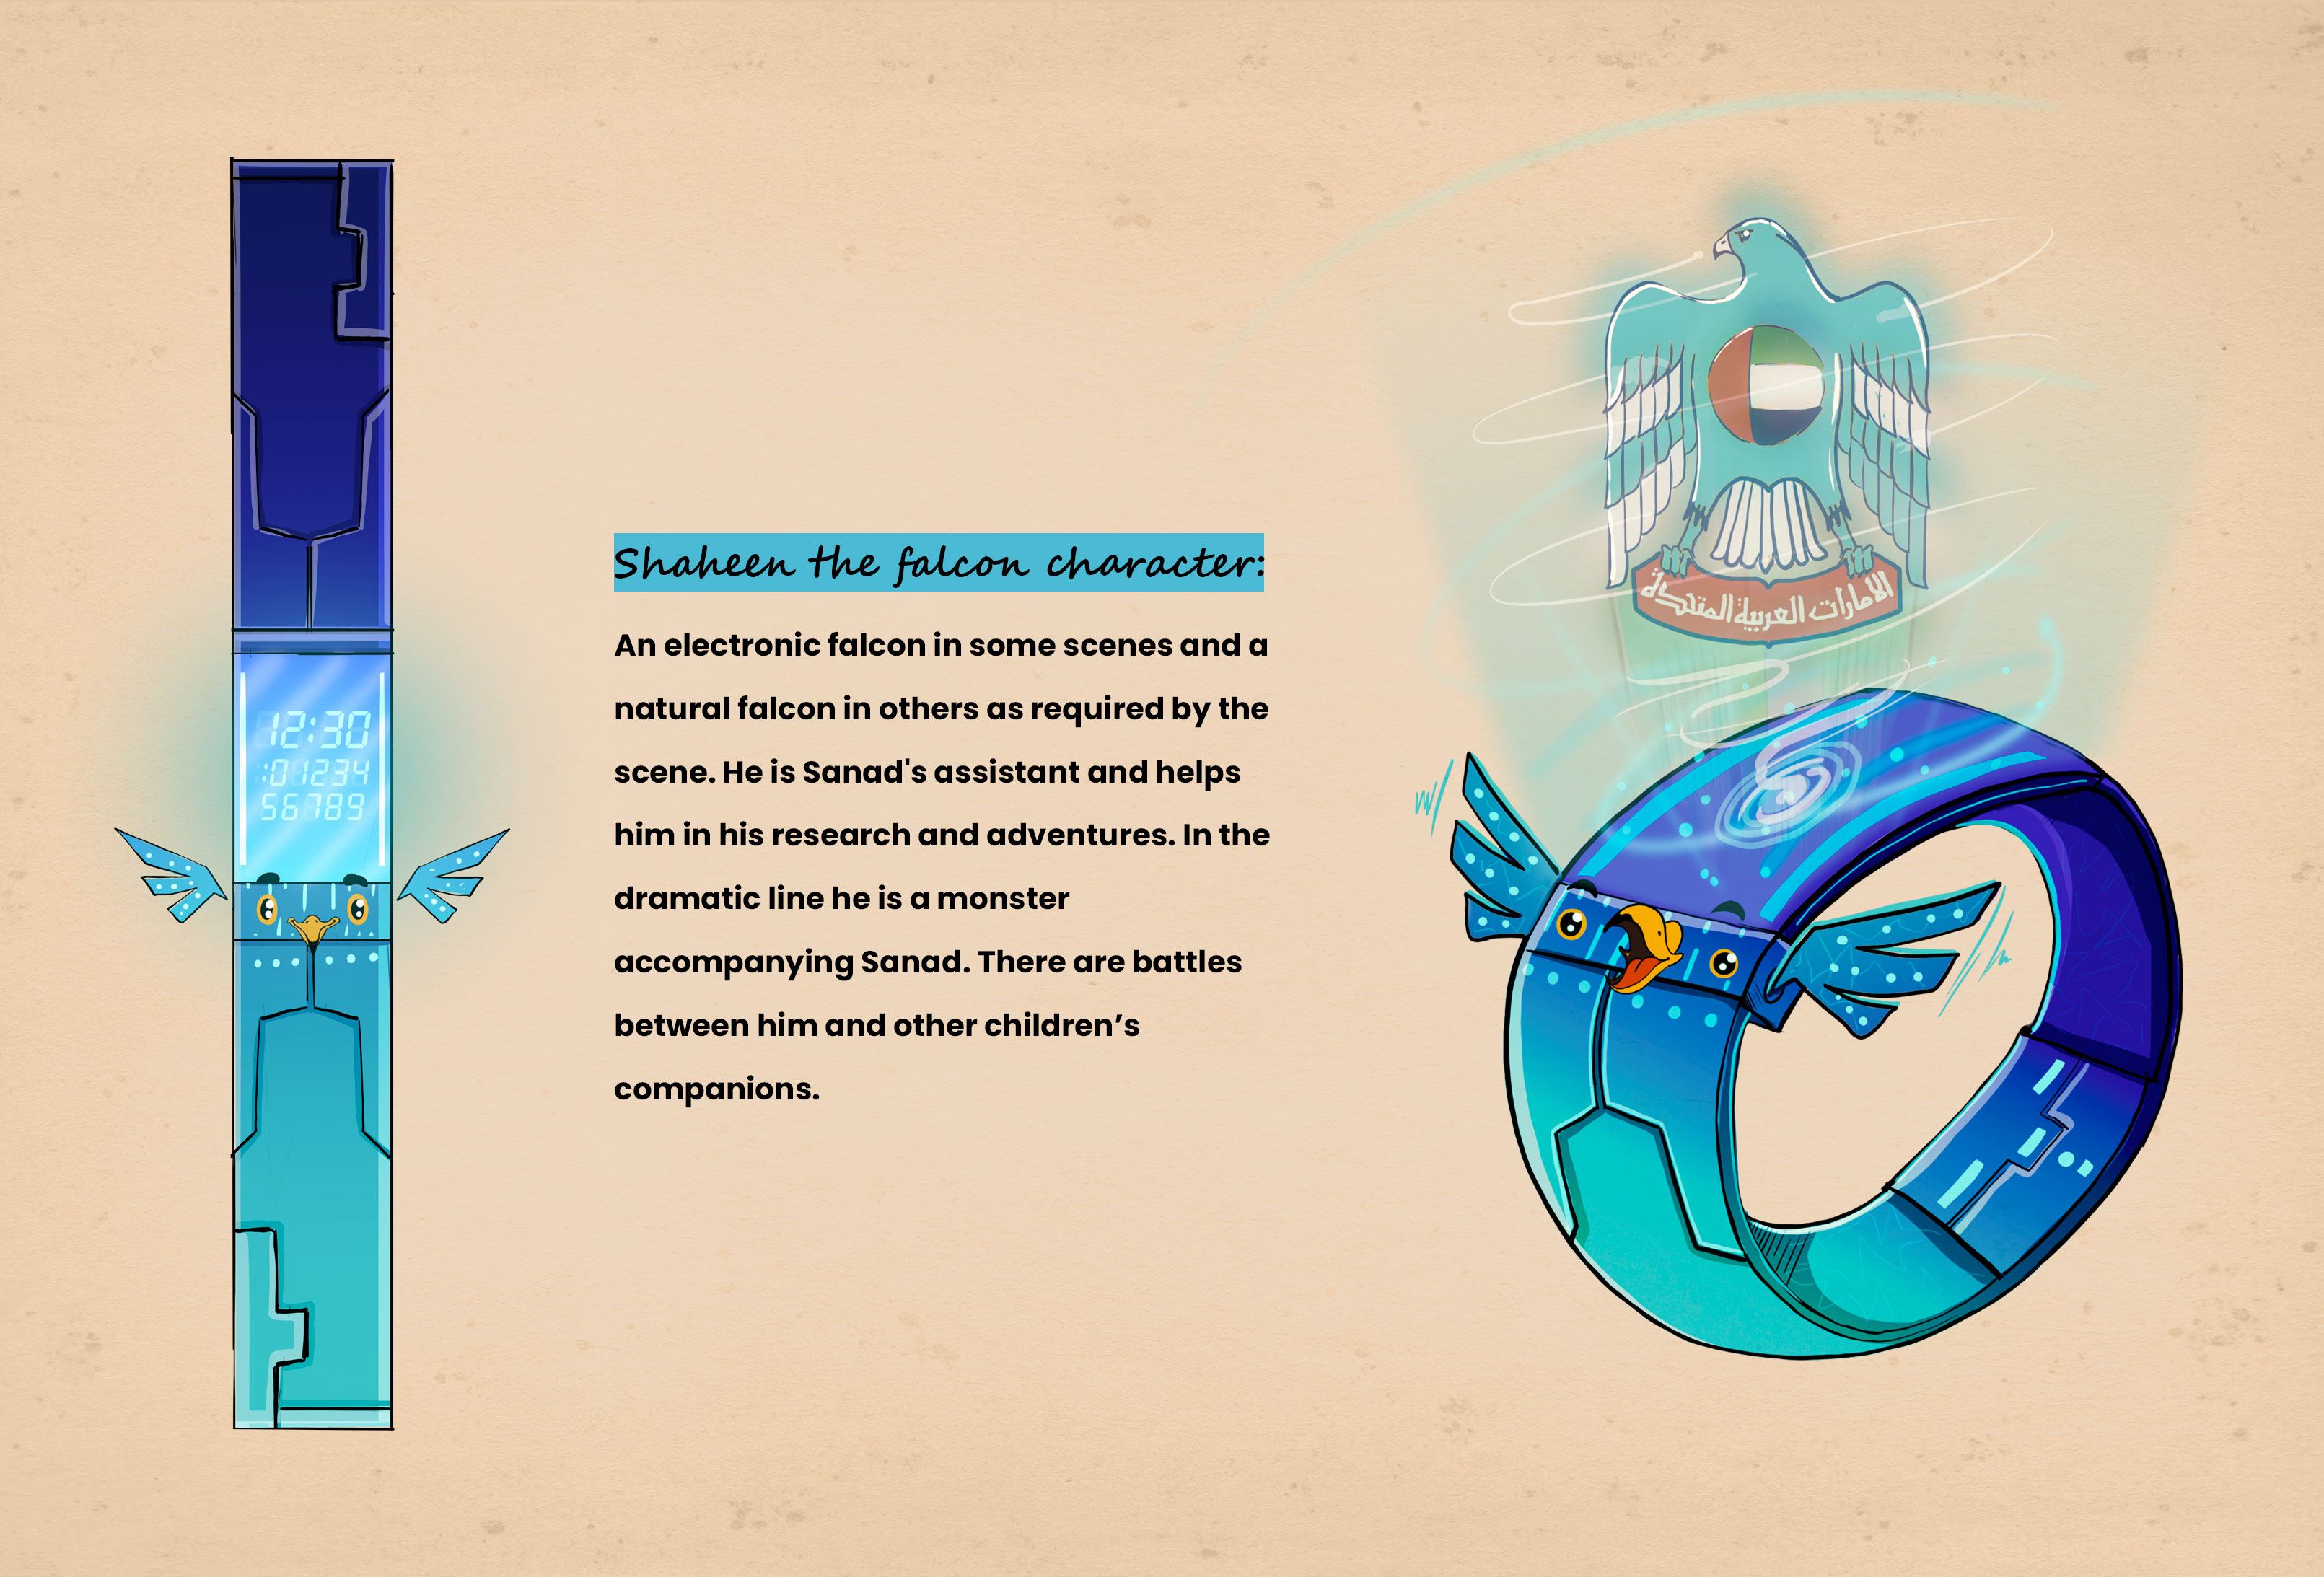 12:30
:01234
56789
Shaheen the falcon character:
An electronic falcon in some scenes and a
natural falcon in others as required by the
scene. He is Sanad's assistant and helps
him in his research and adventures. In the
dramatic line he is a monster
accompanying Sanad. There are battles
between him and other children’s
companions.
الامارات العربية المتحدة